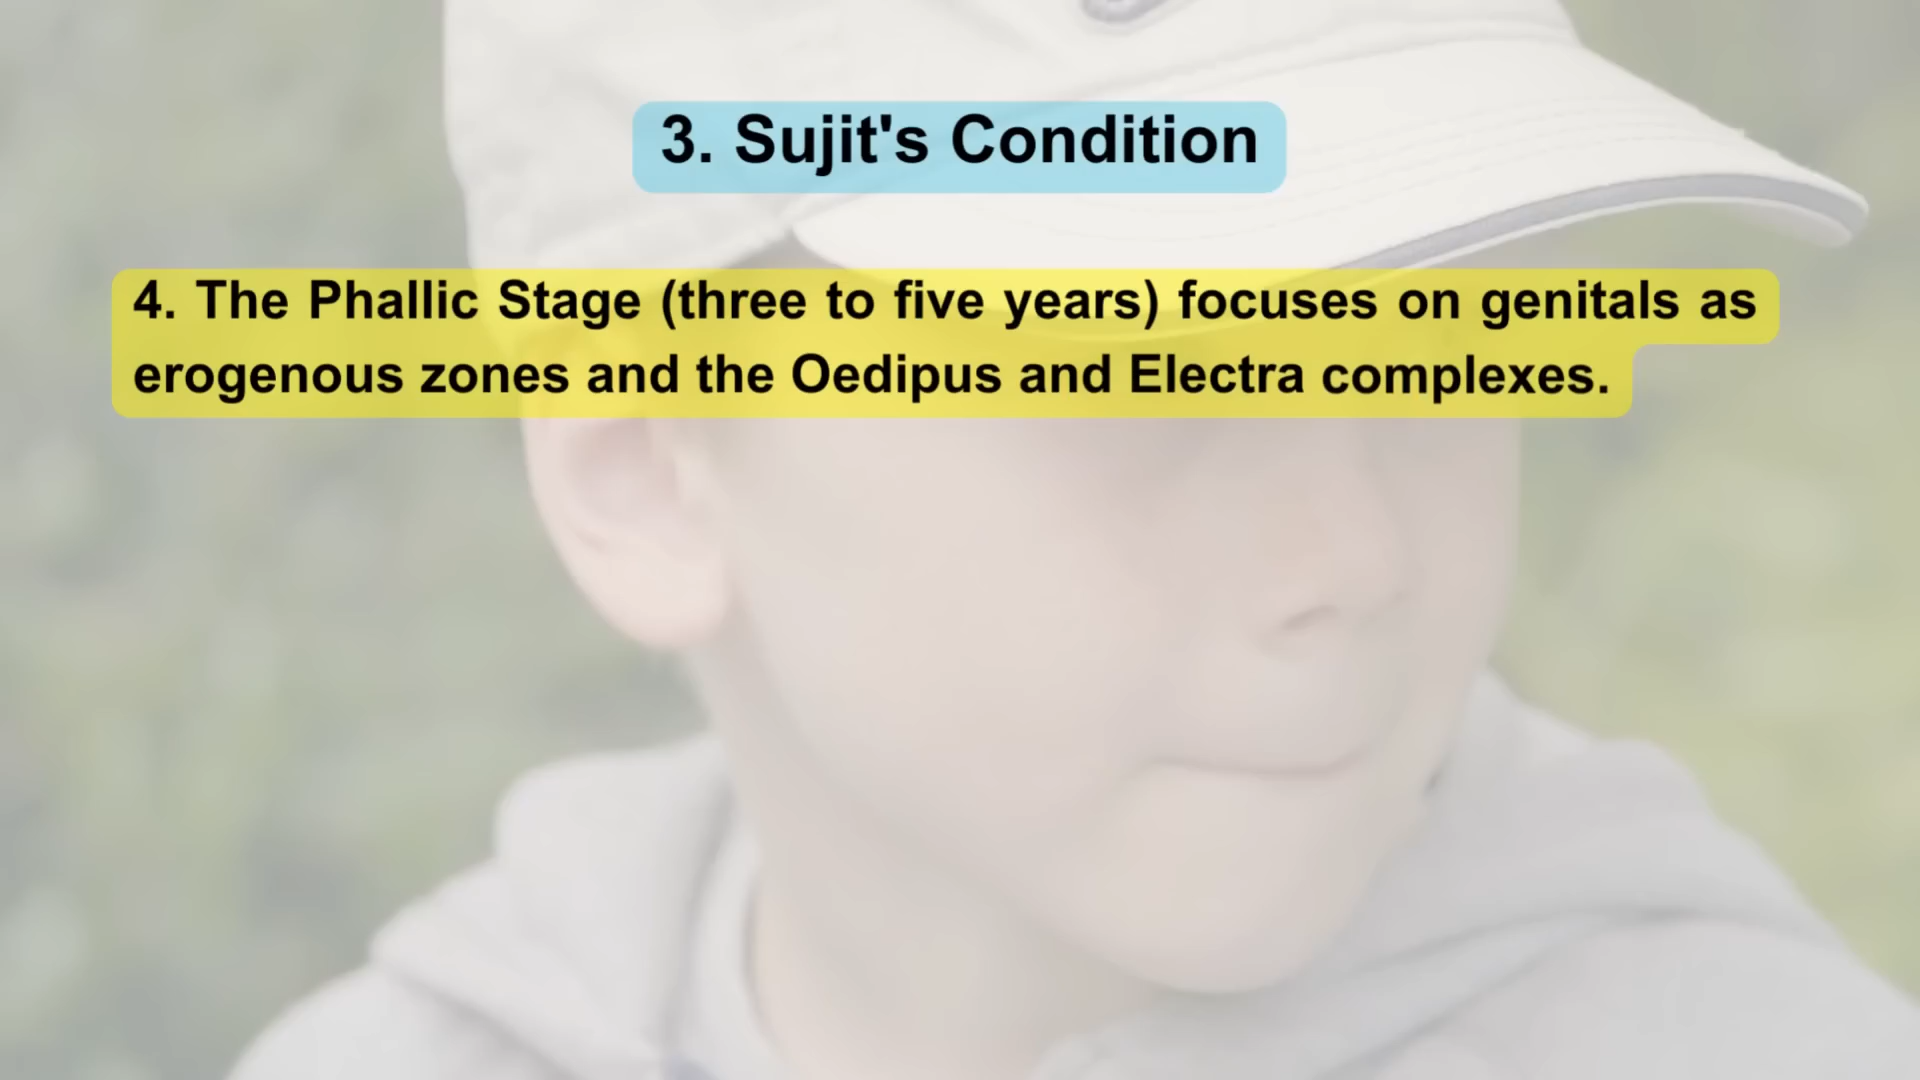 3. Sujit's Condition
4. The Phallic Stage (three to five years) focuses on genitals as
erogenous zones and the Oedipus and Electra complexes.